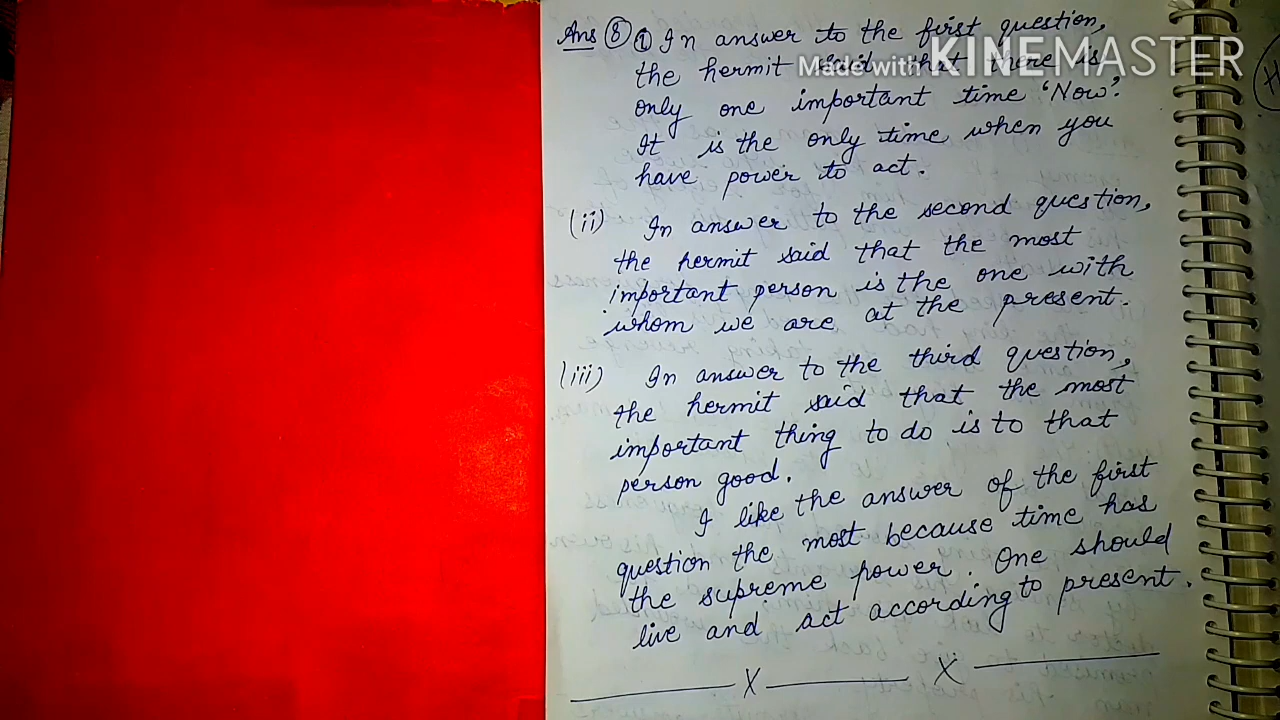 Ans 8 (i) In answer to the first question,
the hermit said that there is
Made with KINEMASTER
only one important time 'Now'.
It is the only time when you
have power to act.
(ii) In answer to the second question,
the hermit said that the most
important person is the one with
whom we are at the present.
(iii) In answer to the third question,
the hermit said that the most
important thing to do is to that
person good.
I like the answer of the first
question the most because time has
the supreme power. One should
live and act according to present.
X X